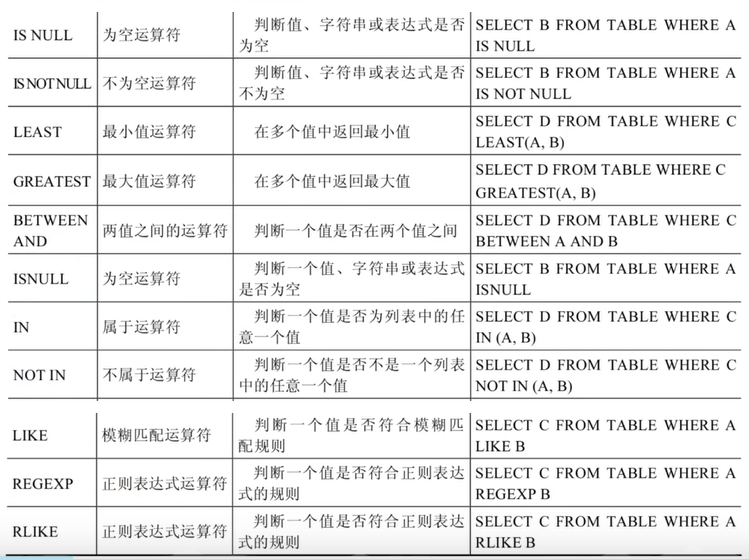 IS NULL 为空运算符 判断值、字符串或表达式是否为空 SELECT B FROM TABLE WHERE A IS NULL
IS NOT NULL 不为空运算符 判断值、字符串或表达式是否不为空 SELECT B FROM TABLE WHERE A IS NOT NULL
LEAST 最小值运算符 在多个值中返回最小值 SELECT D FROM TABLE WHERE C LEAST(A, B)
GREATEST 最大值运算符 在多个值中返回最大值 SELECT D FROM TABLE WHERE C GREATEST(A, B)
BETWEEN AND 两值之间的运算符 判断一个值是否在两个值之间 SELECT D FROM TABLE WHERE C BETWEEN A AND B
ISNULL 为空运算符 判断一个值、字符串或表达式是否为空 SELECT B FROM TABLE WHERE A ISNULL
IN 属于运算符 判断一个值是否为列表中的任意一个值 SELECT D FROM TABLE WHERE C IN (A, B)
NOT IN 不属于运算符 判断一个值是否不是一个列表中的任意一个值 SELECT D FROM TABLE WHERE C NOT IN (A, B)
LIKE 模糊匹配运算符 判断一个值是否符合模糊匹配规则 SELECT C FROM TABLE WHERE A LIKE B
REGEXP 正则表达式运算符 判断一个值是否符合正则表达式的规则 SELECT C FROM TABLE WHERE A REGEXP B
RLIKE 正则表达式运算符 判断一个值是否符合正则表达式的规则 SELECT C FROM TABLE WHERE A RLIKE B